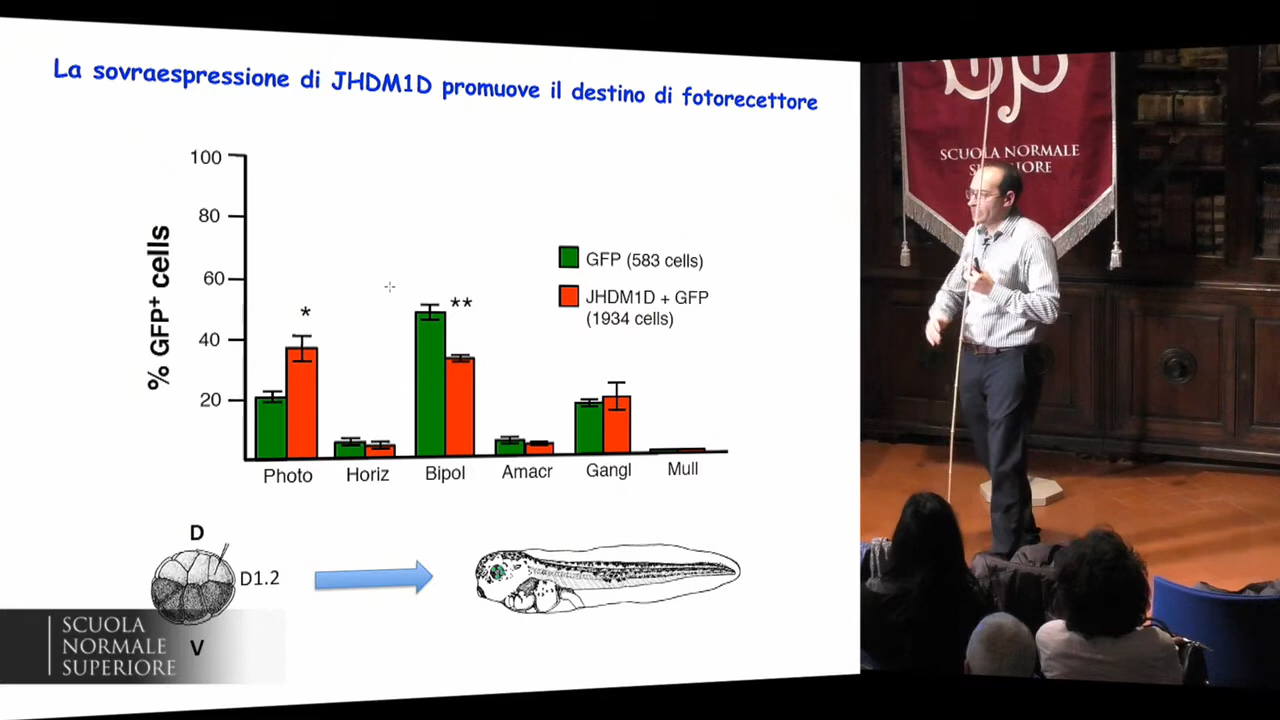 La sovraespressione di JHDM1D promuove il destino di fotorecettore
100
80
60
40
20
% GFP+ cells
*
**
GFP (583 cells)
JHDM1D + GFP
(1934 cells)
Photo
Horiz
Bipol
Amacr
Gangl
Mull
D
D1.2
V
SCUOLA
NORMALE
SUPERIORE
SCUOLA NORMALE
SUPERIORE